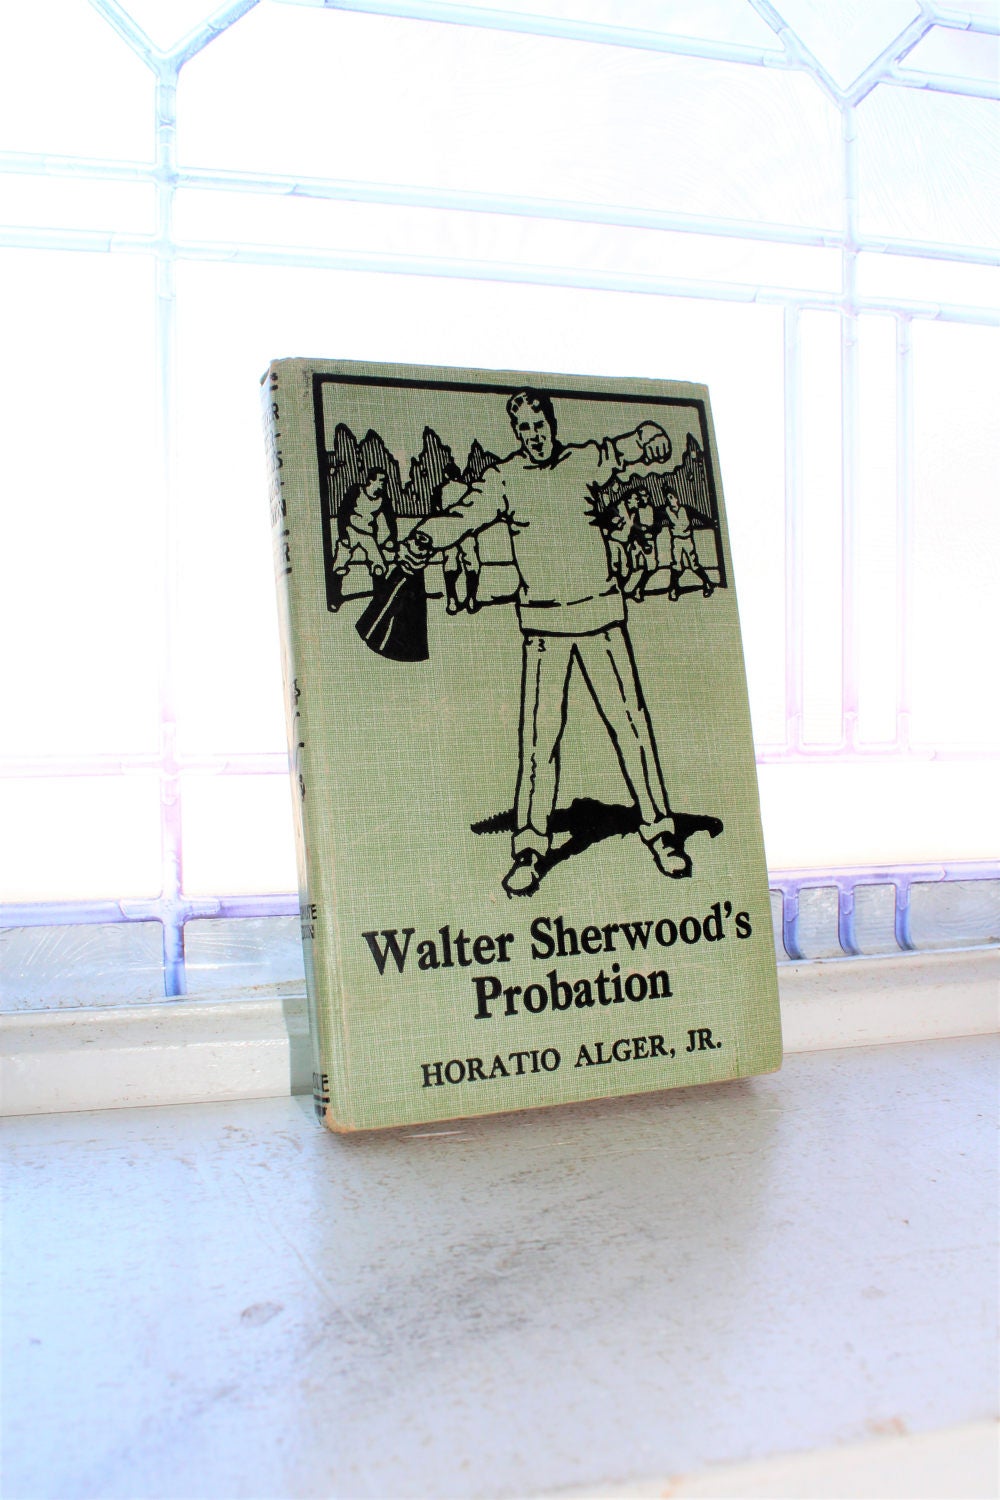 Walter Sherwood's
Probation
HORATIO ALGER, JR.